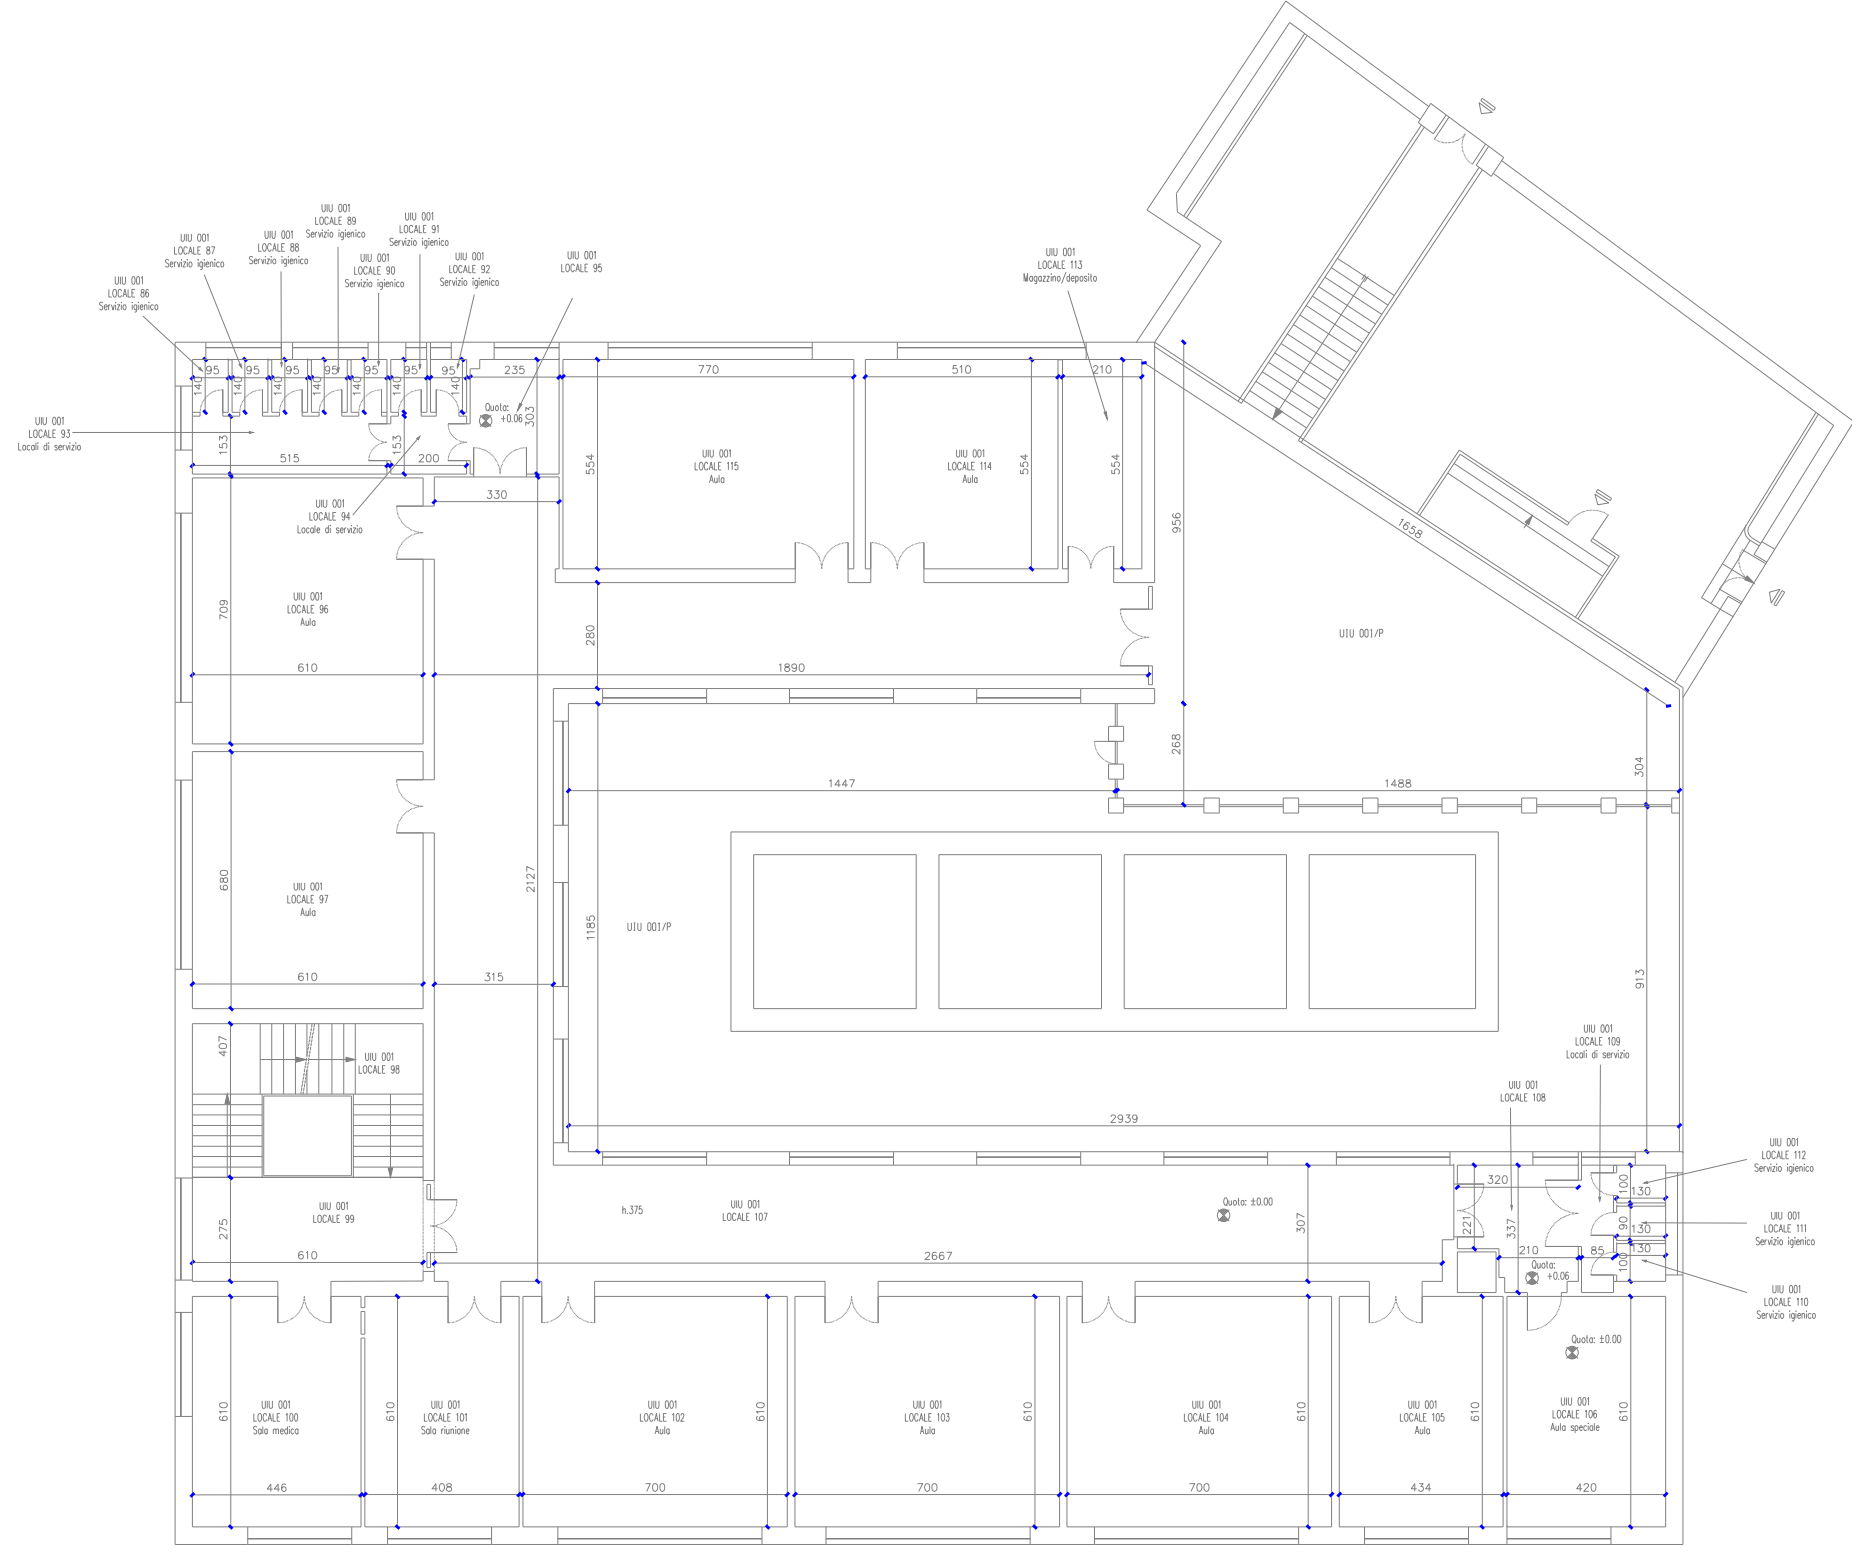 UIU 001
LOCALE 89
Servizio igienico
UIU 001
LOCALE 91
Servizio igienico
UIU 001
LOCALE 87
Servizio igienico
UIU 001
LOCALE 88
Servizio igienico
UIU 001
LOCALE 90
Servizio igienico
UIU 001
LOCALE 92
Servizio igienico
UIU 001
LOCALE 95
UIU 001
LOCALE 113
Magazzino/deposito
UIU 001
LOCALE 86
Servizio igienico
95
95
95
95
95
95
95
235
770
510
210
140
140
140
140
140
140
140
303
Quota:
+0.06
UIU 001
LOCALE 93
Locali di servizio
153
153
515
200
554
UIU 001
LOCALE 115
Aula
UIU 001
LOCALE 114
Aula
554
554
330
UIU 001
LOCALE 94
Locale di servizio
956
1658
UIU 001
LOCALE 96
Aula
709
280
UIU 001/P
610
1890
268
304
1447
1488
UIU 001
LOCALE 97
Aula
680
2127
1185
UIU 001/P
913
610
315
407
UIU 001
LOCALE 98
UIU 001
LOCALE 109
Locali di servizio
UIU 001
LOCALE 108
2939
UIU 001
LOCALE 112
Servizio igienico
320
100
130
UIU 001
LOCALE 99
275
h.375
UIU 001
LOCALE 107
Quota: ±0.00
307
221
337
90
130
UIU 001
LOCALE 111
Servizio igienico
610
2667
210
85
130
100
Quota:
+0.06
UIU 001
LOCALE 110
Servizio igienico
Quota: ±0.00
UIU 001
LOCALE 100
Sala medica
610
UIU 001
LOCALE 101
Sala riunione
610
UIU 001
LOCALE 102
Aula
610
UIU 001
LOCALE 103
Aula
610
UIU 001
LOCALE 104
Aula
610
UIU 001
LOCALE 105
Aula
610
UIU 001
LOCALE 106
Aula speciale
610
446
408
700
700
700
434
420